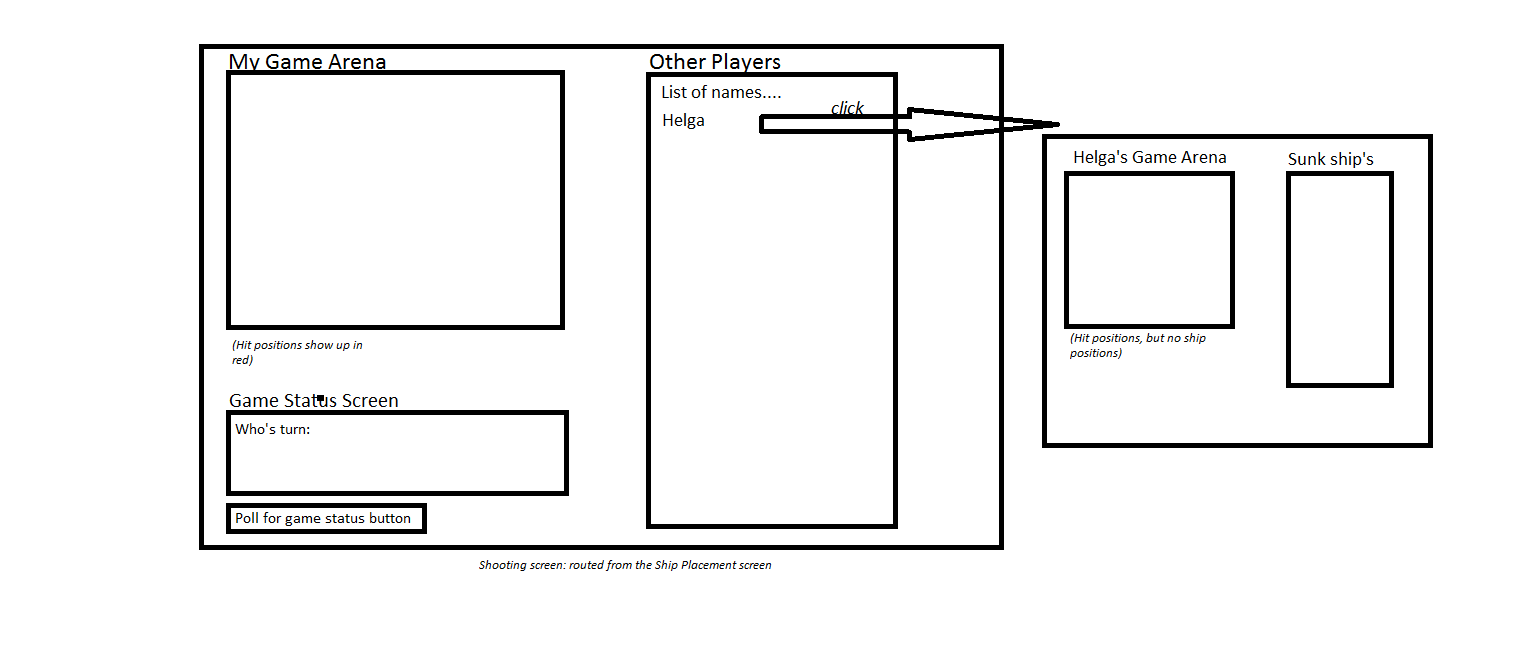 My Game Arena
Other Players
List of names....
click
Helga
Helga's Game Arena
Sunk ship's
(Hit positions show up in
red)
(Hit positions, but no ship
positions)
Game Status Screen
Who's turn:
Poll for game status button
Shooting screen: routed from the Ship Placement screen